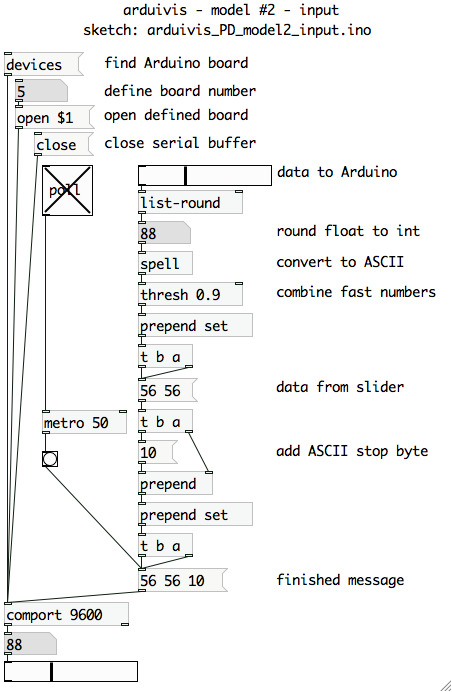 arduivis - model #2 - input
sketch: arduivis_PD_model2_input.ino
devices find Arduino board
5 define board number
open $1 open defined board
close close serial buffer
poll data to Arduino
list-round
88 round float to int
spell convert to ASCII
thresh 0.9 combine fast numbers
prepend set
t b a
56 56 data from slider
metro 50 t b a
10 add ASCII stop byte
prepend
prepend set
t b a
56 56 10 finished message
comport 9600
88